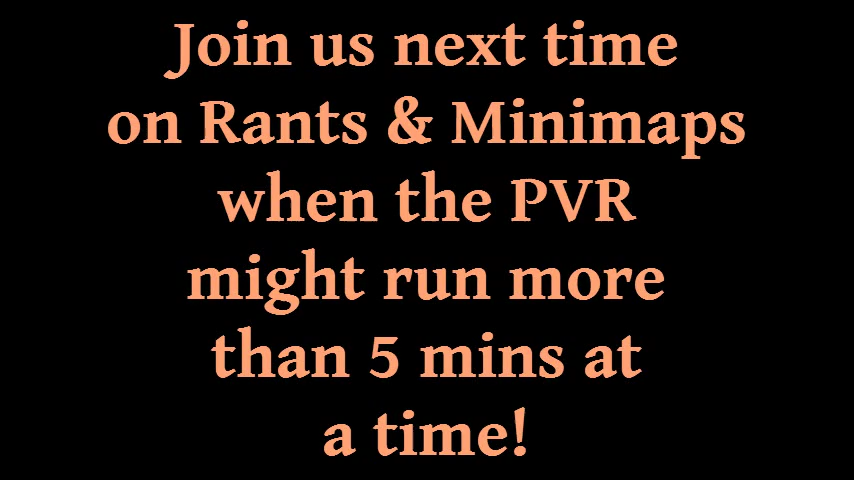 Join us next time
on Rants & Minimaps
when the PVR
might run more
than 5 mins at
a time!